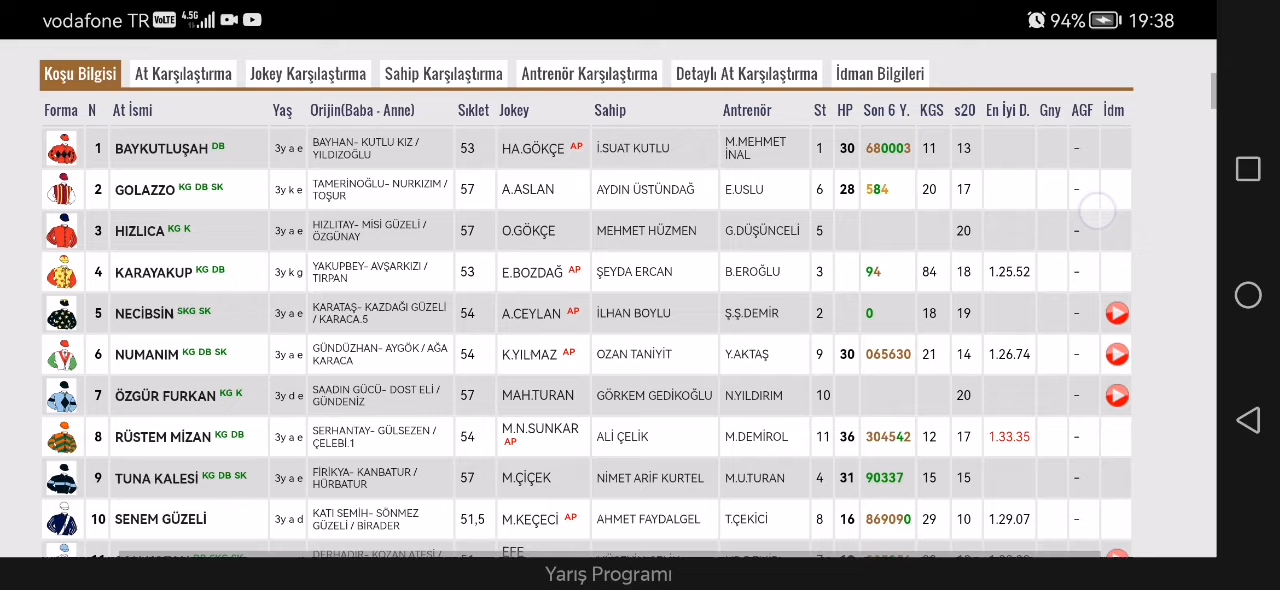 vodafone TR VoLTE 4.5G 94% 19:38
Koşu Bilgisi At Karşılaştırma Jokey Karşılaştırma Sahip Karşılaştırma Antrenör Karşılaştırma Detaylı At Karşılaştırma İdman Bilgileri
Forma N At İsmi Yaş Orijin(Baba - Anne) Sıklet Jokey Sahip Antrenör St HP Son 6 Y. KGS s20 En İyi D. Gny AGF İdm
1 BAYKUTLUŞAH DB 3y a e BAYHAN- KUTLU KIZ / YILDIZOĞLU 53 HA.GÖKÇE AP İ.SUAT KUTLU M.MEHMET İNAL 1 30 680003 11 13 -
2 GOLAZZO KG DB SK 3y k e TAMERİNOĞLU- NURKIZIM / TOŞUR 57 A.ASLAN AYDIN ÜSTÜNDAĞ E.USLU 6 28 584 20 17 -
3 HIZLICA KG K 3y a e HIZLITAY- MİSİ GÜZELİ / ÖZGÜNAY 57 O.GÖKÇE MEHMET HÜZMEN G.DÜŞÜNCELİ 5 20 -
4 KARAYAKUP KG DB 3y k g YAKUPBEY- AVŞARKIZI / TIRPAN 53 E.BOZDAĞ AP ŞEYDA ERCAN B.EROĞLU 3 94 84 18 1.25.52 -
5 NECİBSİN SKG SK 3y a e KARATAŞ- KAZDAĞI GÜZELİ / KARACA.5 54 A.CEYLAN AP İLHAN BOYLU Ş.Ş.DEMİR 2 0 18 19 -
6 NUMANIM KG DB SK 3y a e GÜNDÜZHAN- AYGÖK / AĞA KARACA 54 K.YILMAZ AP OZAN TANİYİT Y.AKTAŞ 9 30 065630 21 14 1.26.74 -
7 ÖZGÜR FURKAN KG K 3y d e SAADIN GÜCÜ- DOST ELİ / GÜNDENİZ 57 MAH.TURAN GÖRKEM GEDİKOĞLU N.YILDIRIM 10 20 -
8 RÜSTEM MİZAN KG DB 3y a e SERHANTAY- GÜLSEZEN / ÇELEBİ.1 54 M.N.SUNKAR AP ALİ ÇELİK M.DEMİROL 11 36 304542 12 17 1.33.35 -
9 TUNA KALESİ KG DB SK 3y a e FİRİKYA- KANBATUR / HÜRBATUR 57 M.ÇİÇEK NİMET ARİF KURTEL M.U.TURAN 4 31 90337 15 15 -
10 SENEM GÜZELİ 3y a d KATI SEMİH- SÖNMEZ GÜZELİ / BİRADER 51,5 M.KEÇECİ AP AHMET FAYDALGEL T.ÇEKİCİ 8 16 869090 29 10 1.29.07 -
EFE
Yarış Programı